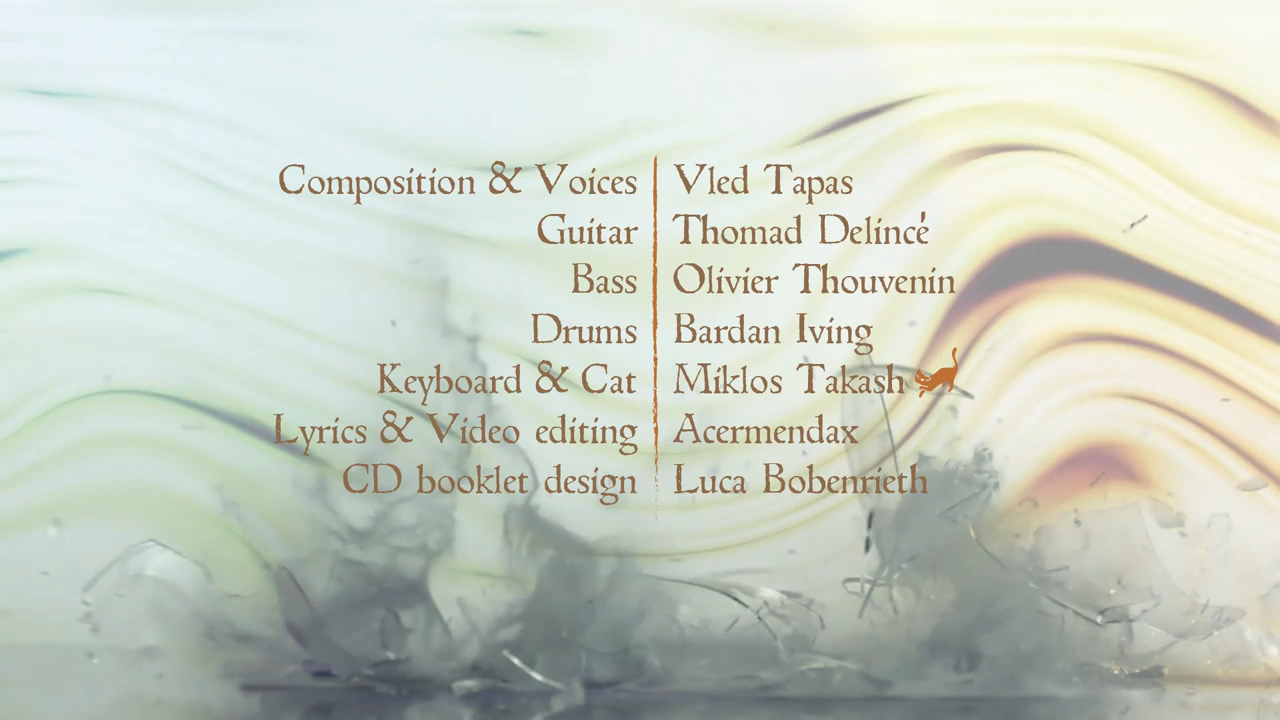 Composition & Voices Vled Tapas
Guitar Thomad Delincé
Bass Olivier Thouvenin
Drums Bardan Iving
Keyboard & Cat Miklos Takash
Lyrics & Video editing Acermendax
CD booklet design Luca Bobenrieth